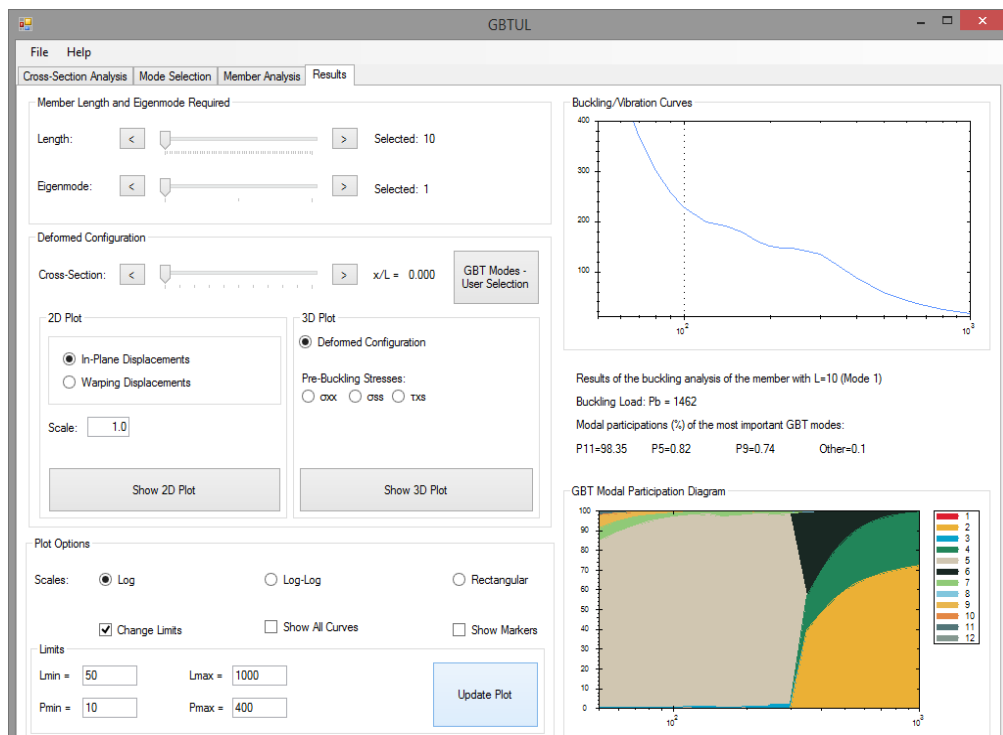 GBTUL
File Help
Cross-Section Analysis Mode Selection Member Analysis Results
Member Length and Eigenmode Required
Length: < > Selected: 10
Eigenmode: < > Selected: 1
Deformed Configuration
Cross-Section: < > x/L = 0.000
GBT Modes -
User Selection
2D Plot
In-Plane Displacements
Warping Displacements
Scale: 1.0
Show 2D Plot
3D Plot
Deformed Configuration
Pre-Buckling Stresses:
σxx σss τxs
Show 3D Plot
Plot Options
Scales: Log Log-Log Rectangular
Change Limits Show All Curves Show Markers
Limits
Lmin = 50 Lmax = 1000
Pmin = 10 Pmax = 400
Update Plot
Buckling/Vibration Curves
400
300
200
100
10² 10³
Results of the buckling analysis of the member with L=10 (Mode 1)
Buckling Load: Pb = 1462
Modal participations (%) of the most important GBT modes:
P11=98.35 P5=0.82 P9=0.74 Other=0.1
GBT Modal Participation Diagram
100
90
80
70
60
50
40
30
20
10
0
10² 10³
1
2
3
4
5
6
7
8
9
10
11
12